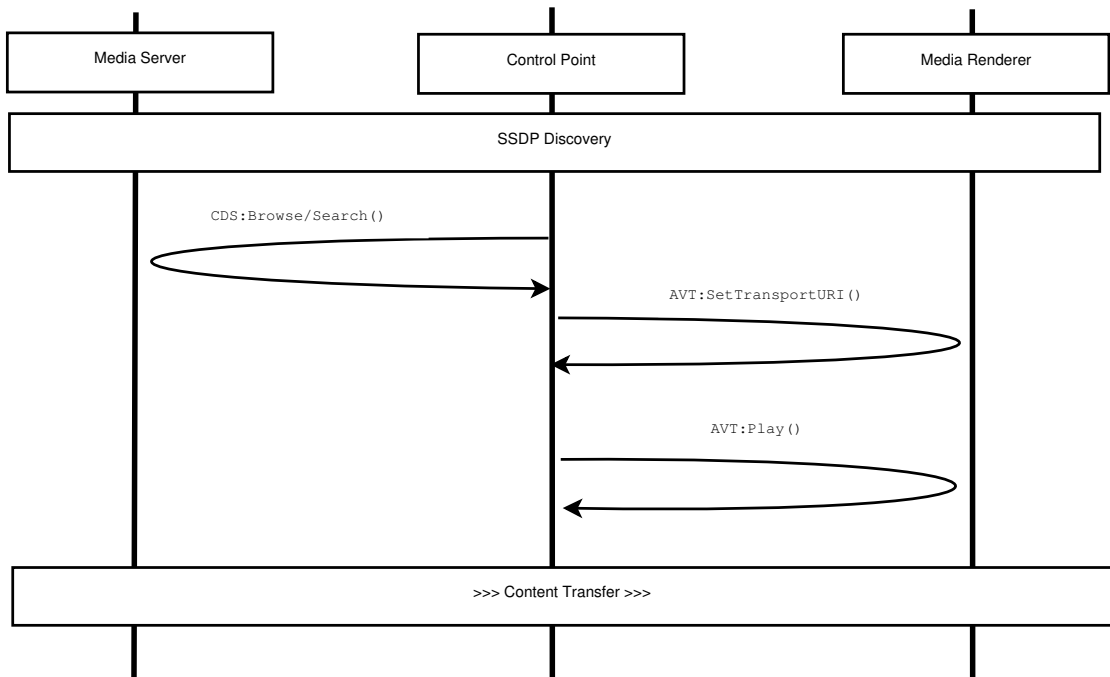 Media Server
Control Point
Media Renderer
SSDP Discovery
CDS:Browse/Search()
AVT:SetTransportURI()
AVT:Play()
>>> Content Transfer >>>